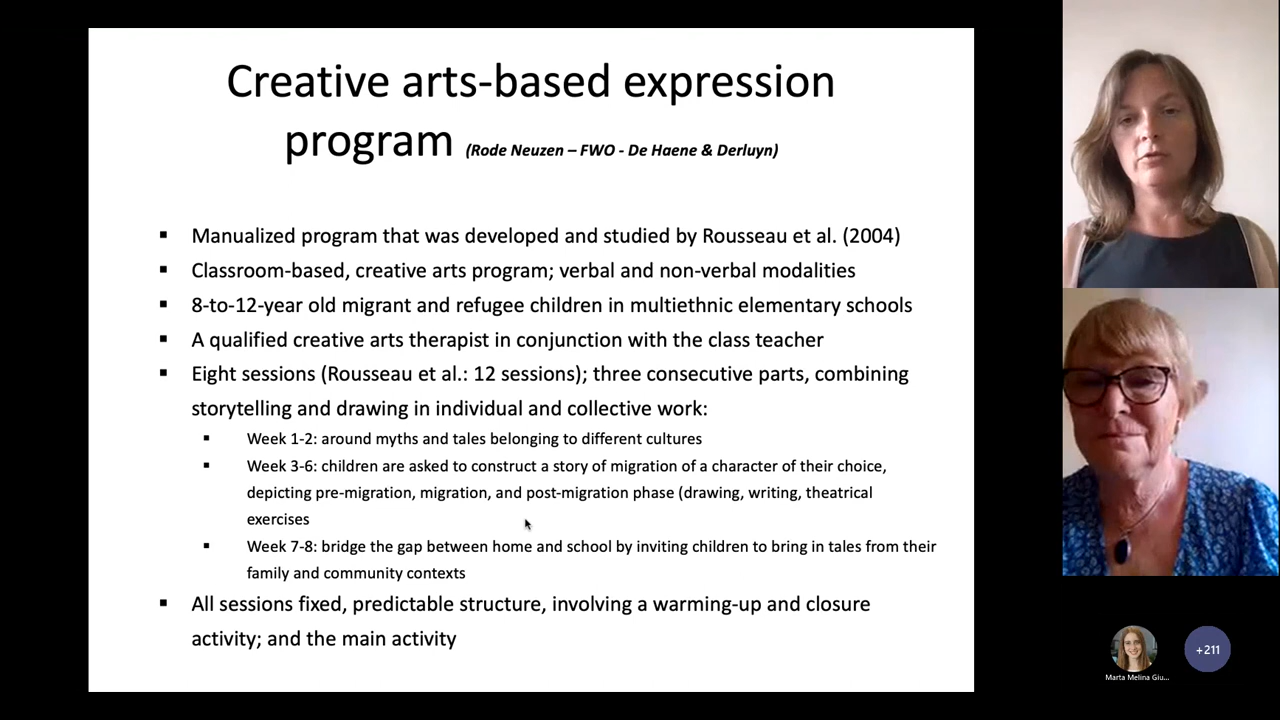 Creative arts-based expression
program (Rode Neuzen – FWO - De Haene & Derluyn)
▪ Manualized program that was developed and studied by Rousseau et al. (2004)
▪ Classroom-based, creative arts program; verbal and non-verbal modalities
▪ 8-to-12-year old migrant and refugee children in multiethnic elementary schools
▪ A qualified creative arts therapist in conjunction with the class teacher
▪ Eight sessions (Rousseau et al.: 12 sessions); three consecutive parts, combining
storytelling and drawing in individual and collective work:
▪ Week 1-2: around myths and tales belonging to different cultures
▪ Week 3-6: children are asked to construct a story of migration of a character of their choice,
depicting pre-migration, migration, and post-migration phase (drawing, writing, theatrical
exercises
▪ Week 7-8: bridge the gap between home and school by inviting children to bring in tales from their
family and community contexts
▪ All sessions fixed, predictable structure, involving a warming-up and closure
activity; and the main activity
+211
Marta Melina Giu...